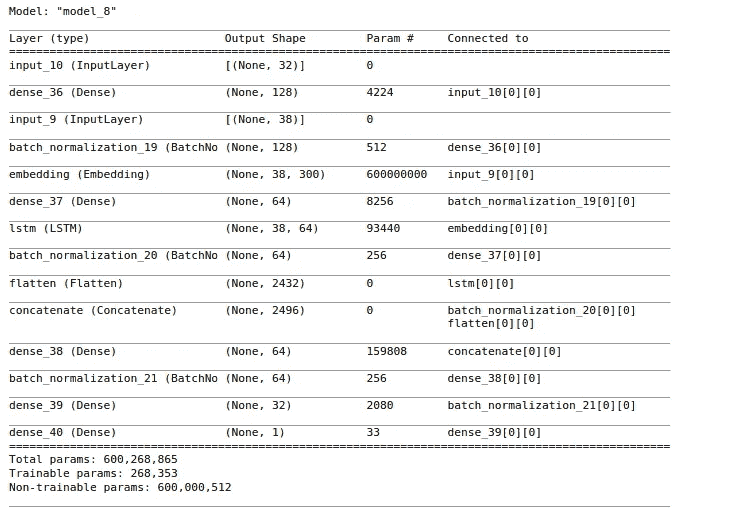 Model: "model_8"
Layer (type) Output Shape Param # Connected to
input_10 (InputLayer) [(None, 32)] 0
dense_36 (Dense) (None, 128) 4224 input_10[0][0]
input_9 (InputLayer) [(None, 38)] 0
batch_normalization_19 (BatchNo (None, 128) 512 dense_36[0][0]
embedding (Embedding) (None, 38, 300) 600000000 input_9[0][0]
dense_37 (Dense) (None, 64) 8256 batch_normalization_19[0][0]
lstm (LSTM) (None, 38, 64) 93440 embedding[0][0]
batch_normalization_20 (BatchNo (None, 64) 256 dense_37[0][0]
flatten (Flatten) (None, 2432) 0 lstm[0][0]
concatenate (Concatenate) (None, 2496) 0 batch_normalization_20[0][0]
flatten[0][0]
dense_38 (Dense) (None, 64) 159808 concatenate[0][0]
batch_normalization_21 (BatchNo (None, 64) 256 dense_38[0][0]
dense_39 (Dense) (None, 32) 2080 batch_normalization_21[0][0]
dense_40 (Dense) (None, 1) 33 dense_39[0][0]
Total params: 600,268,865
Trainable params: 268,353
Non-trainable params: 600,000,512